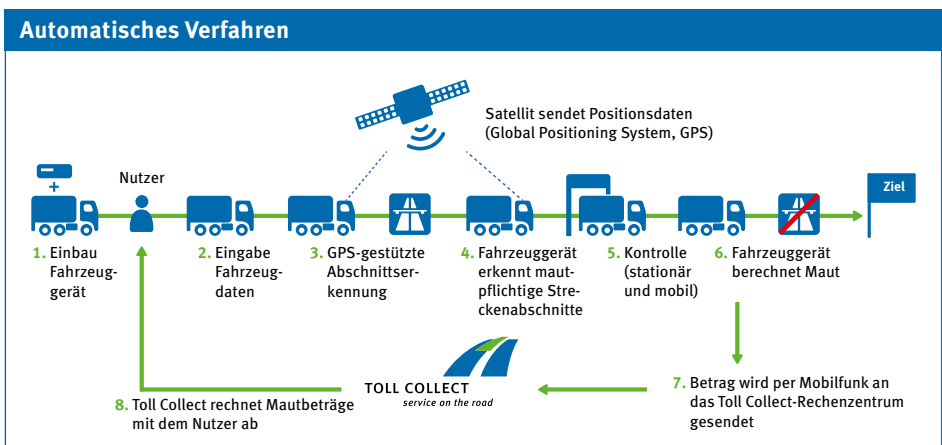 Automatisches Verfahren
Satellit sendet Positionsdaten
(Global Positioning System, GPS)
+
Nutzer
Ziel
1. Einbau
Fahrzeug-
gerät
2. Eingabe
Fahrzeug-
daten
3. GPS-gestützte
Abschnittser-
kennung
4. Fahrzeuggerät
erkennt maut-
pflichtige Stre-
ckenabschnitte
5. Kontrolle
(stationär
und mobil)
6. Fahrzeuggerät
berechnet Maut
7. Betrag wird per Mobilfunk an
das Toll Collect-Rechenzentrum
gesendet
TOLL COLLECT
service on the road
8. Toll Collect rechnet Mautbeträge
mit dem Nutzer ab